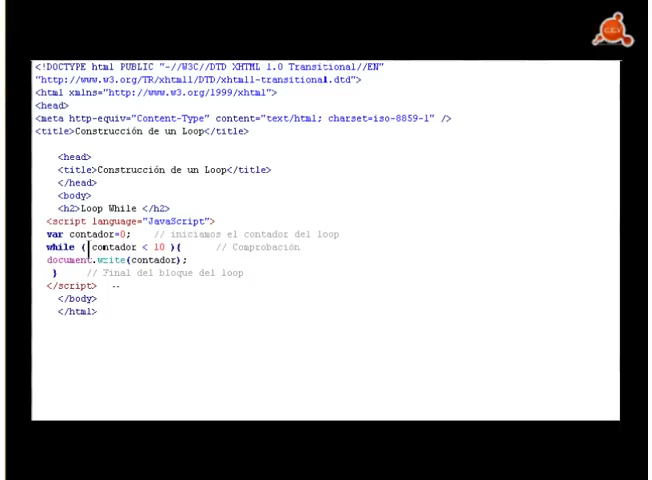 <!DOCTYPE html PUBLIC "-//W3C//DTD XHTML 1.0 Transitional//EN"
"http://www.w3.org/TR/xhtml1/DTD/xhtml1-transitional.dtd">
<html xmlns="http://www.w3.org/1999/xhtml">
<head>
<meta http-equiv="Content-Type" content="text/html; charset=iso-8859-1" />
<title>Construcción de un Loop</title>
<head>
<title>Construcción de un Loop</title>
</head>
<body>
<h2>Loop While </h2>
<script language="JavaScript">
var contador=0; // iniciamos el contador del loop
while ( contador < 10 ){ // Comprobación
document.write(contador);
} // Final del bloque del loop
</script> --
</body>
</html>